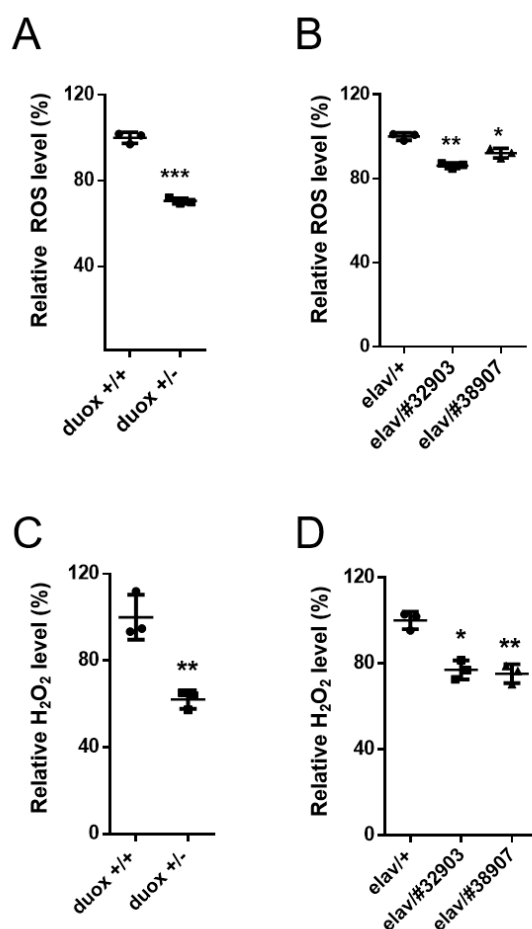 A
Relative ROS level (%)
120
80
40
***
duox +/+
duox +/-
B
Relative ROS level (%)
120
80
40
0
**
*
elav/+
elav/#32903
elav/#38907
C
Relative H₂O₂ level (%)
120
80
40
0
**
duox +/+
duox +/-
D
Relative H₂O₂ level (%)
120
80
40
0
*
**
elav/+
elav/#32903
elav/#38907